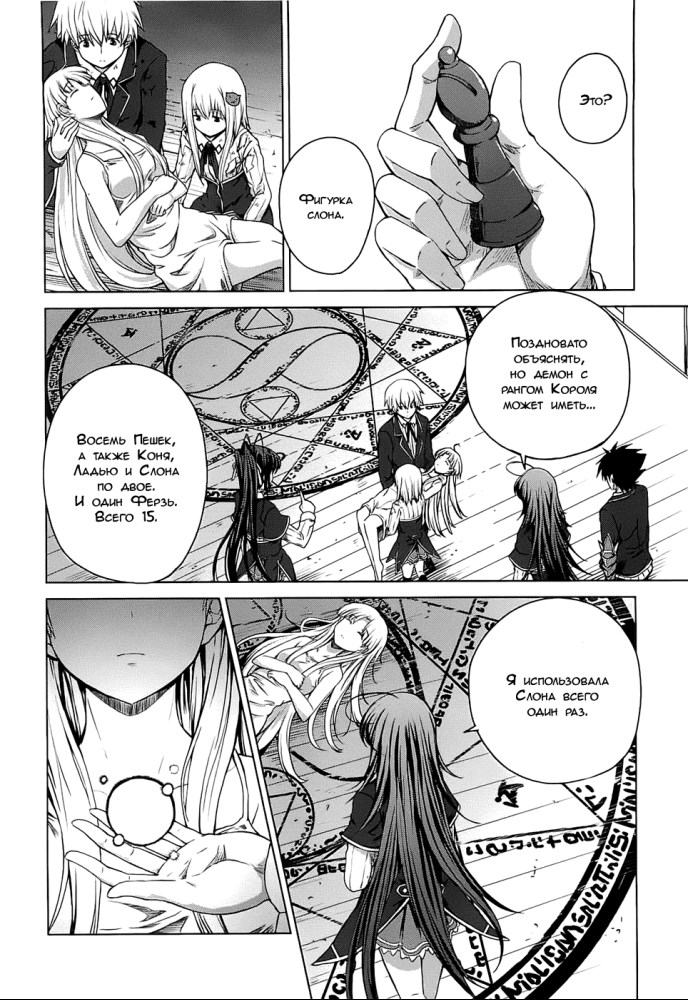 Это?
Фигурка
слона.
Поздновато
объяснять,
но демон с
рангом Короля
может иметь...
Восемь Пешек,
а также Коня,
Ладью и Слона
по двое.
И один Ферзь.
Всего 15.
Я использовала
Слона всего
один раз.